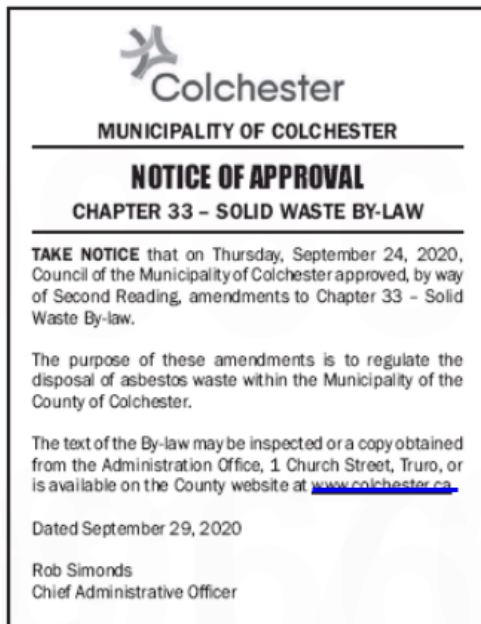 Colchester
MUNICIPALITY OF COLCHESTER
NOTICE OF APPROVAL
CHAPTER 33 – SOLID WASTE BY-LAW
TAKE NOTICE that on Thursday, September 24, 2020,
Council of the Municipality of Colchester approved, by way
of Second Reading, amendments to Chapter 33 – Solid
Waste By-law.
The purpose of these amendments is to regulate the
disposal of asbestos waste within the Municipality of the
County of Colchester.
The text of the By-law may be inspected or a copy obtained
from the Administration Office, 1 Church Street, Truro, or
is available on the County website at www.colchester.ca
Dated September 29, 2020
Rob Simonds
Chief Administrative Officer